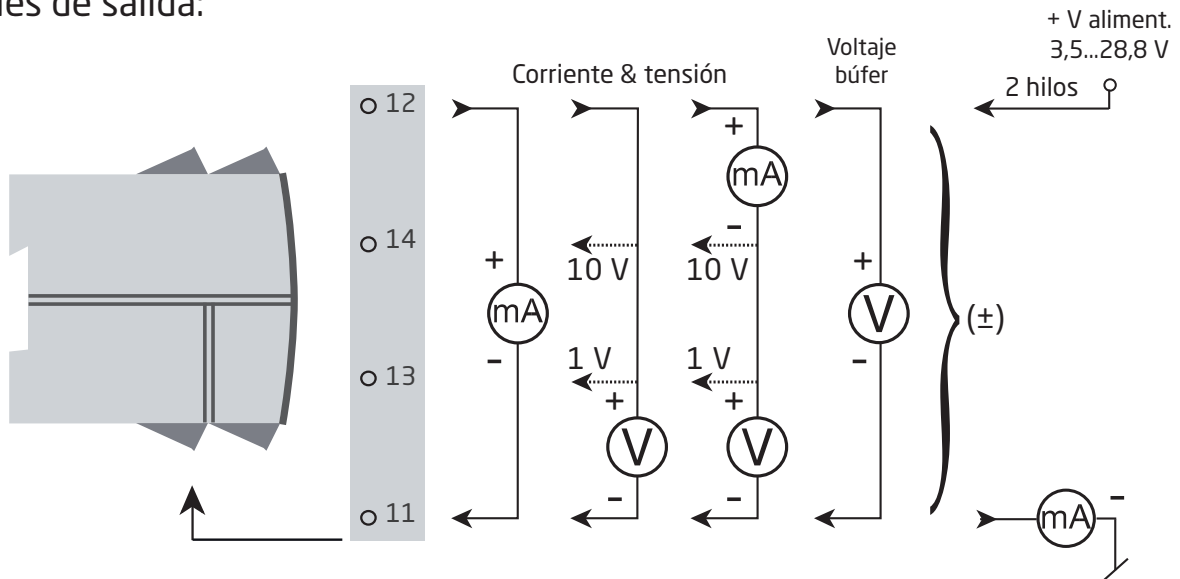 es de salida:
+ V aliment.
3,5...28,8 V
2 hilos
Corriente & tensión
Voltaje
búfer
12
14
13
11
+
mA
-
10 V
1 V
+
V
-
+
mA
-
10 V
1 V
+
V
-
+
V
-
(±)
mA
-